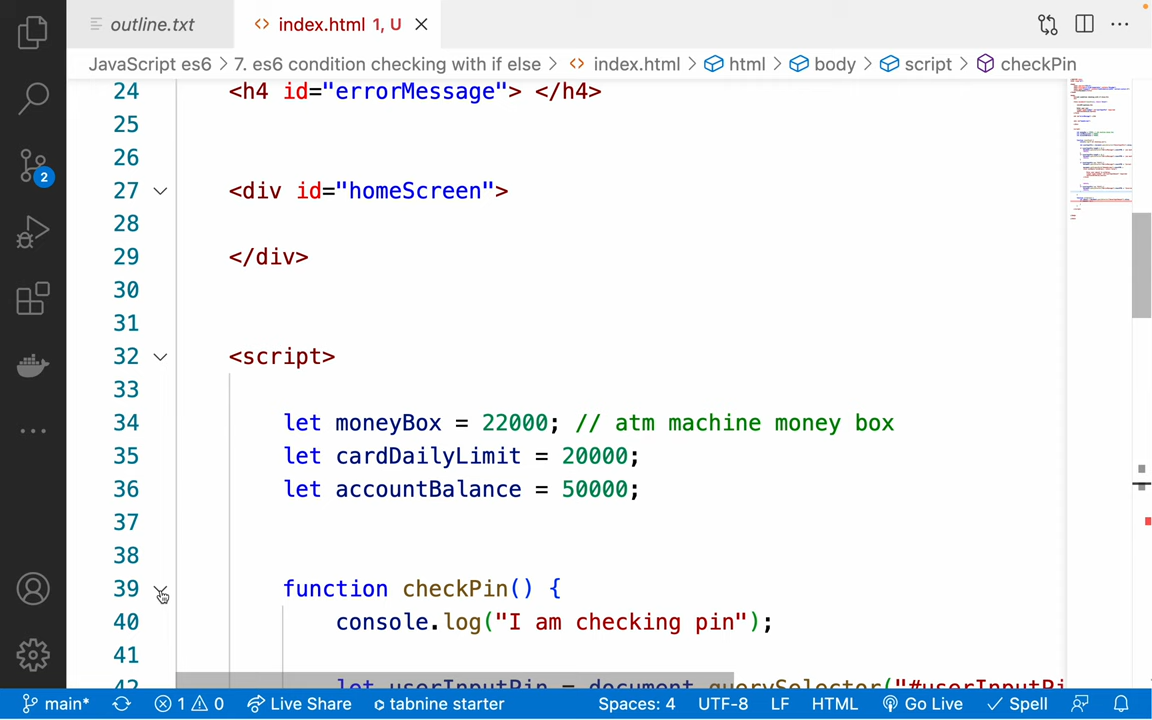 outline.txt
<> index.html 1, U
JavaScript es6 > 7. es6 condition checking with if else > <> index.html > html > body > script > checkPin
24 <h4 id="errorMessage"> </h4>
25
26
27 <div id="homeScreen">
28
29 </div>
30
31
32 <script>
33
34 let moneyBox = 22000; // atm machine money box
35 let cardDailyLimit = 20000;
36 let accountBalance = 50000;
37
38
39 function checkPin() {
40 console.log("I am checking pin");
41
42 let userInputPin = document.querySelector("#userInputPi
2
main* 1 0 Live Share tabnine starter Spaces: 4 UTF-8 LF HTML Go Live Spell